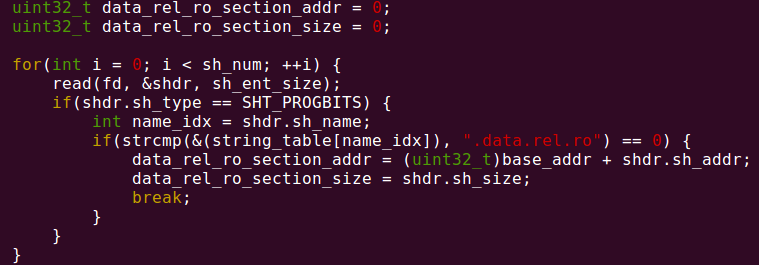 uint32_t data_rel_ro_section_addr = 0;
uint32_t data_rel_ro_section_size = 0;
for(int i = 0; i < sh_num; ++i) {
    read(fd, &shdr, sh_ent_size);
    if(shdr.sh_type == SHT_PROGBITS) {
        int name_idx = shdr.sh_name;
        if(strcmp(&(string_table[name_idx]), ".data.rel.ro") == 0) {
            data_rel_ro_section_addr = (uint32_t)base_addr + shdr.sh_addr;
            data_rel_ro_section_size = shdr.sh_size;
            break;
        }
    }
}